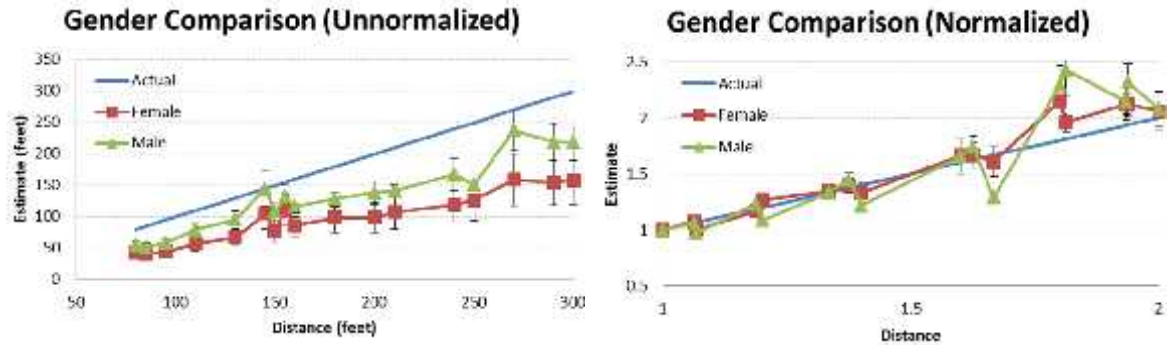 Gender Comparison (Unnormalized)
350
300
250
200
150
100
50
0
Estimate (feet)
Actual
Female
Male
50
100
150
200
250
300
Distance (feet)
Gender Comparison (Normalized)
2.5
2
1.5
1
0.5
Estimate
Actual
Female
Male
1
1.5
2
Distance